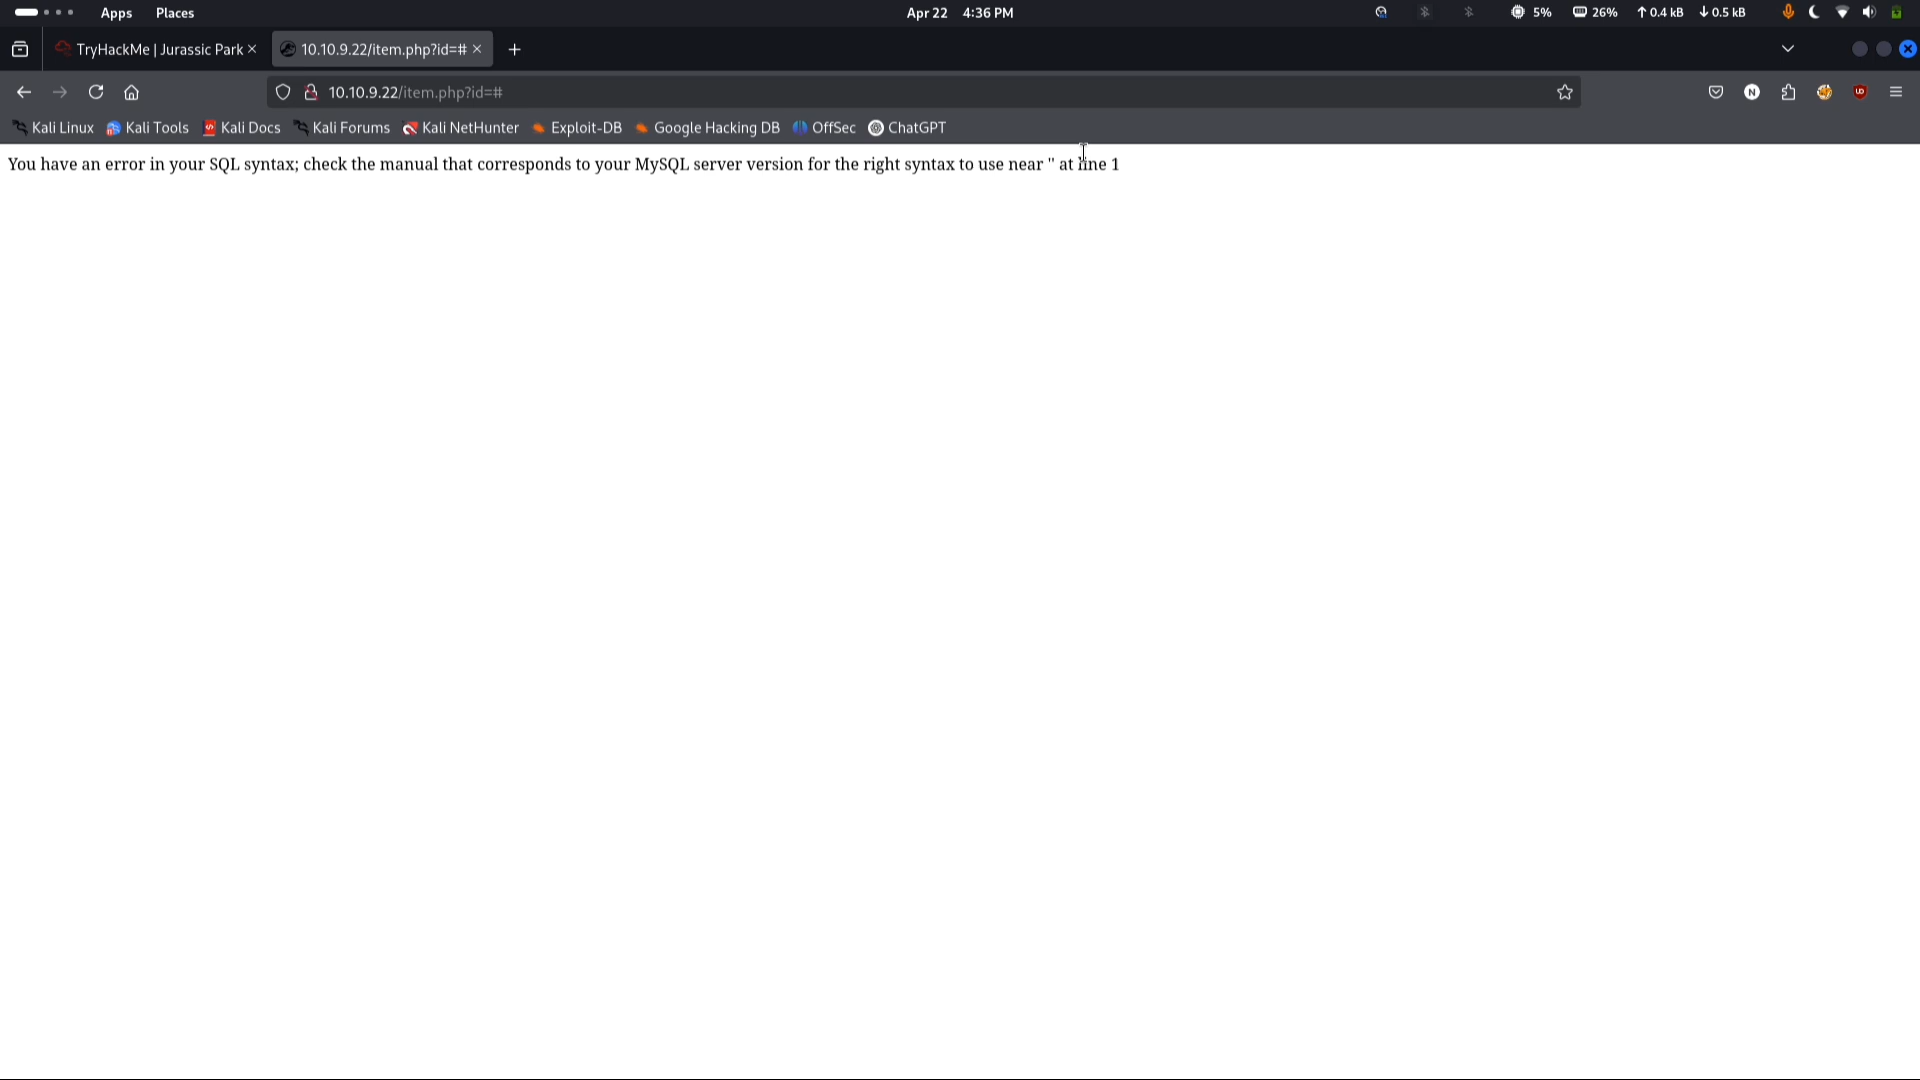 Apps Places Apr 22 4:36 PM 5% 26% ↑ 0.4 kB ↓ 0.5 kB
TryHackMe | Jurassic Park × 10.10.9.22/item.php?id=# × +
10.10.9.22/item.php?id=#
Kali Linux Kali Tools Kali Docs Kali Forums Kali NetHunter Exploit-DB Google Hacking DB OffSec ChatGPT
You have an error in your SQL syntax; check the manual that corresponds to your MySQL server version for the right syntax to use near '' at line 1